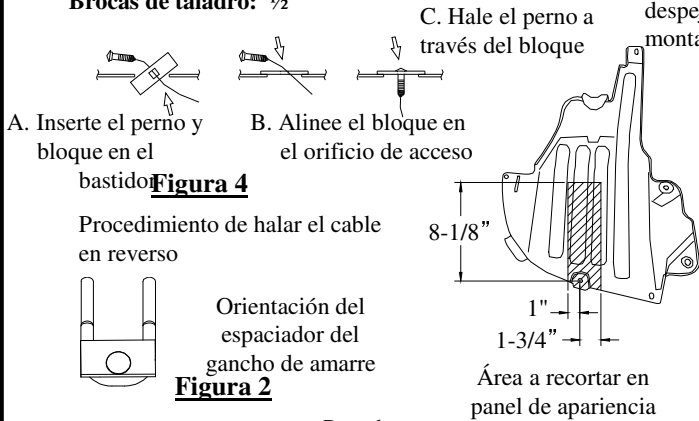 Brocas de taladro: ½
C. Hale el perno a
través del bloque
A. Inserte el perno y
bloque en el
bastidor
B. Alinee el bloque en
el orificio de acceso
Figura 4
Procedimiento de halar el cable
en reverso
Orientación del
espaciador del
gancho de amarre
Figura 2
8-1/8”
1"
1-3/4”
Área a recortar en
panel de apariencia